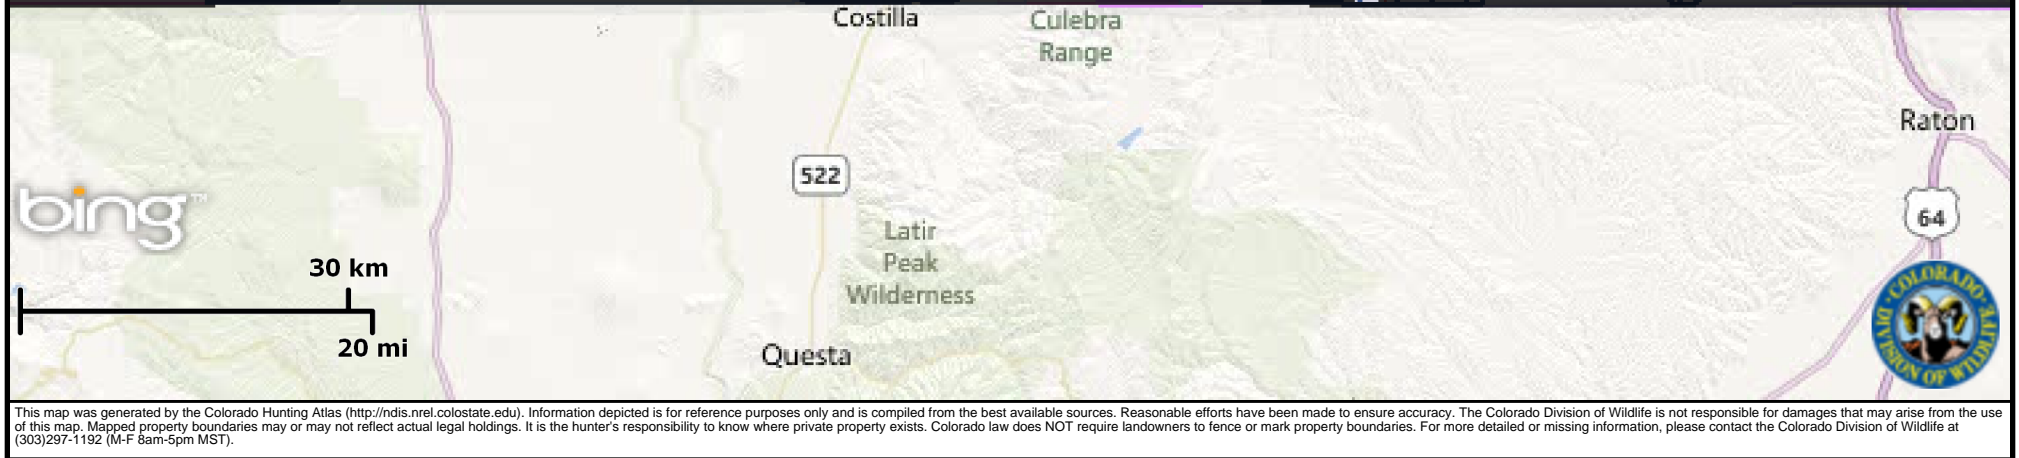 Costilla
Culebra
Range
Raton
522
64
bing™
Latir
Peak
Wilderness
30 km
20 mi
Questa
COLORADO
DIVISION OF WILDLIFE
This map was generated by the Colorado Hunting Atlas (http://ndis.nrel.colostate.edu). Information depicted is for reference purposes only and is compiled from the best available sources. Reasonable efforts have been made to ensure accuracy. The Colorado Division of Wildlife is not responsible for damages that may arise from the use
of this map. Mapped property boundaries may or may not reflect actual legal holdings. It is the hunter's responsibility to know where private property exists. Colorado law does NOT require landowners to fence or mark property boundaries. For more detailed or missing information, please contact the Colorado Division of Wildlife at
(303)297-1192 (M-F 8am-5pm MST).